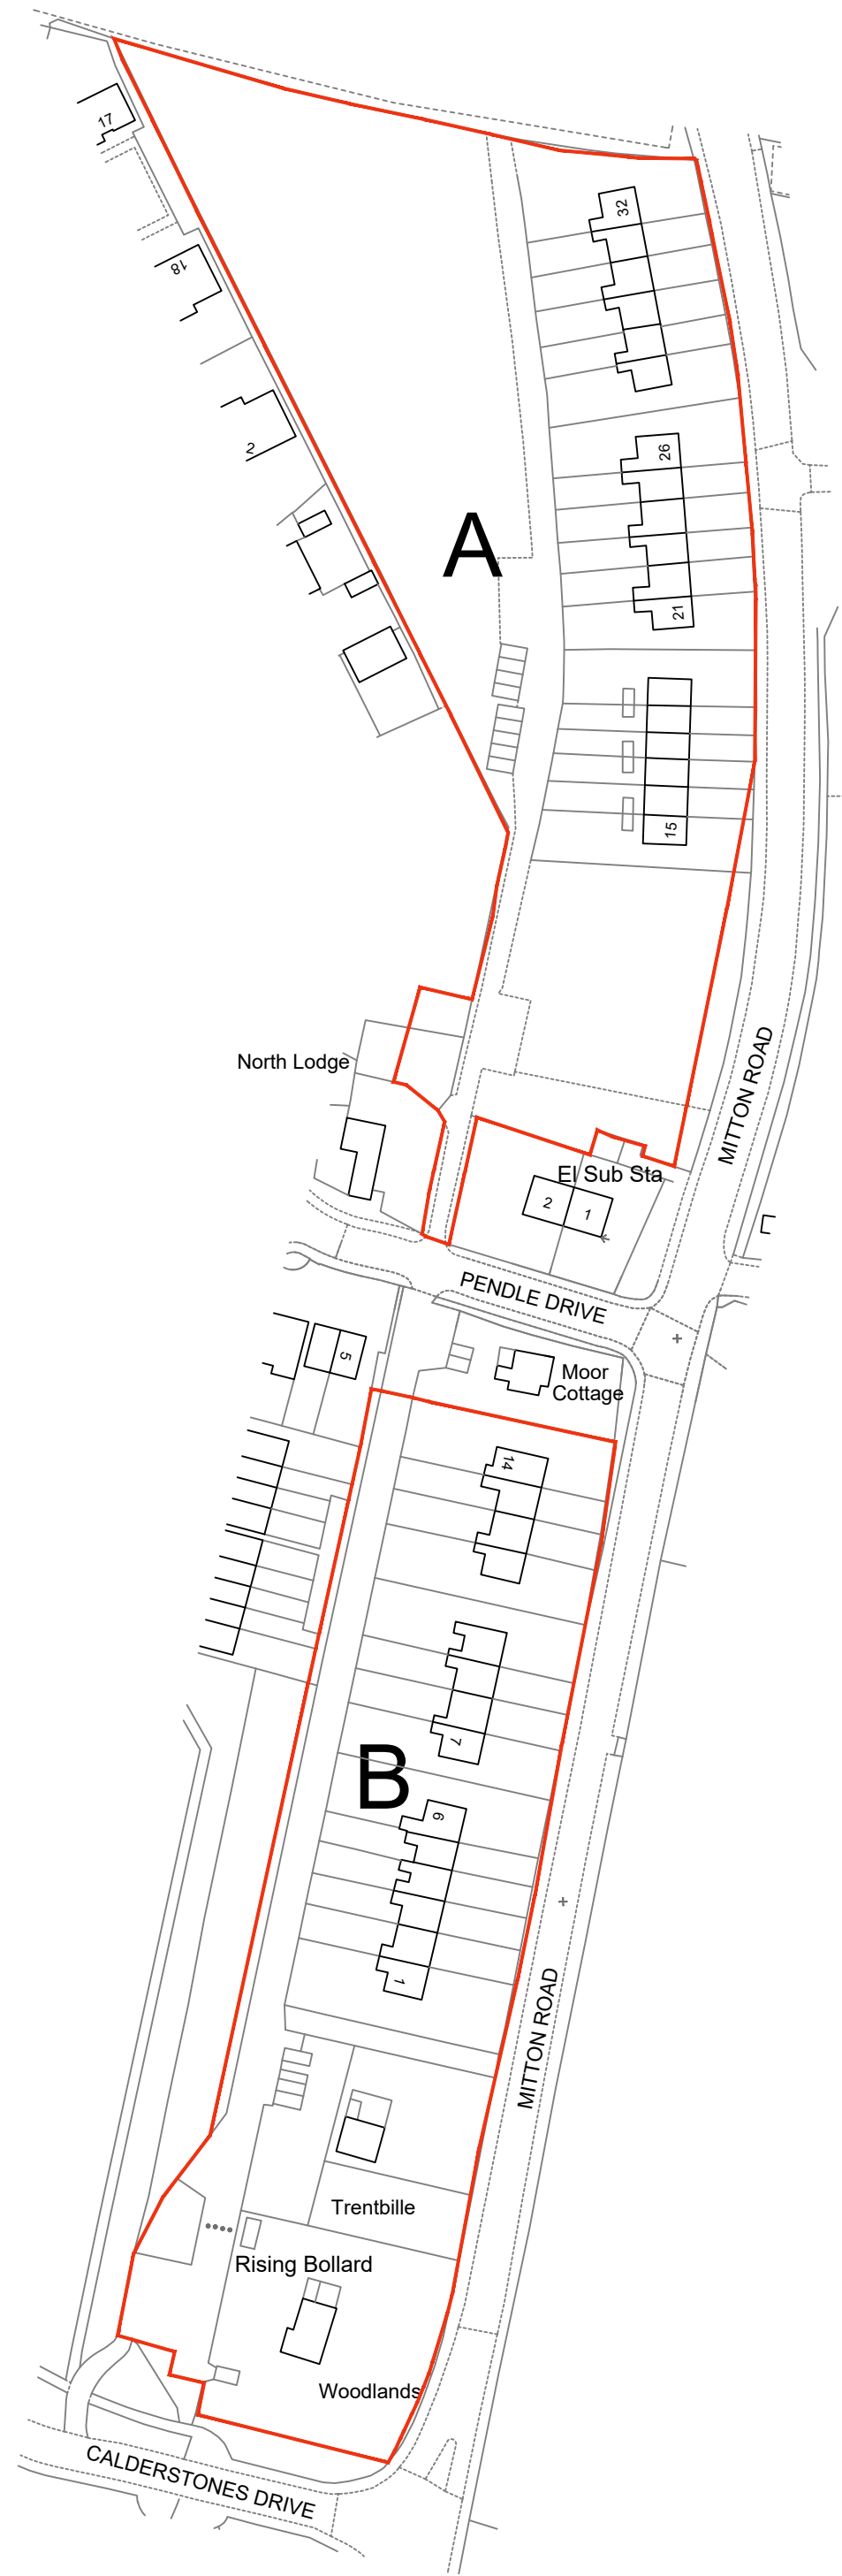 17
32
18
26
2
A
21
15
MITTON ROAD
North Lodge
El Sub Sta
2
1
PENDLE DRIVE
5
Moor
Cottage
14
7
B
6
1
MITTON ROAD
Trentbille
Rising Bollard
Woodlands
CALDERSTONES DRIVE